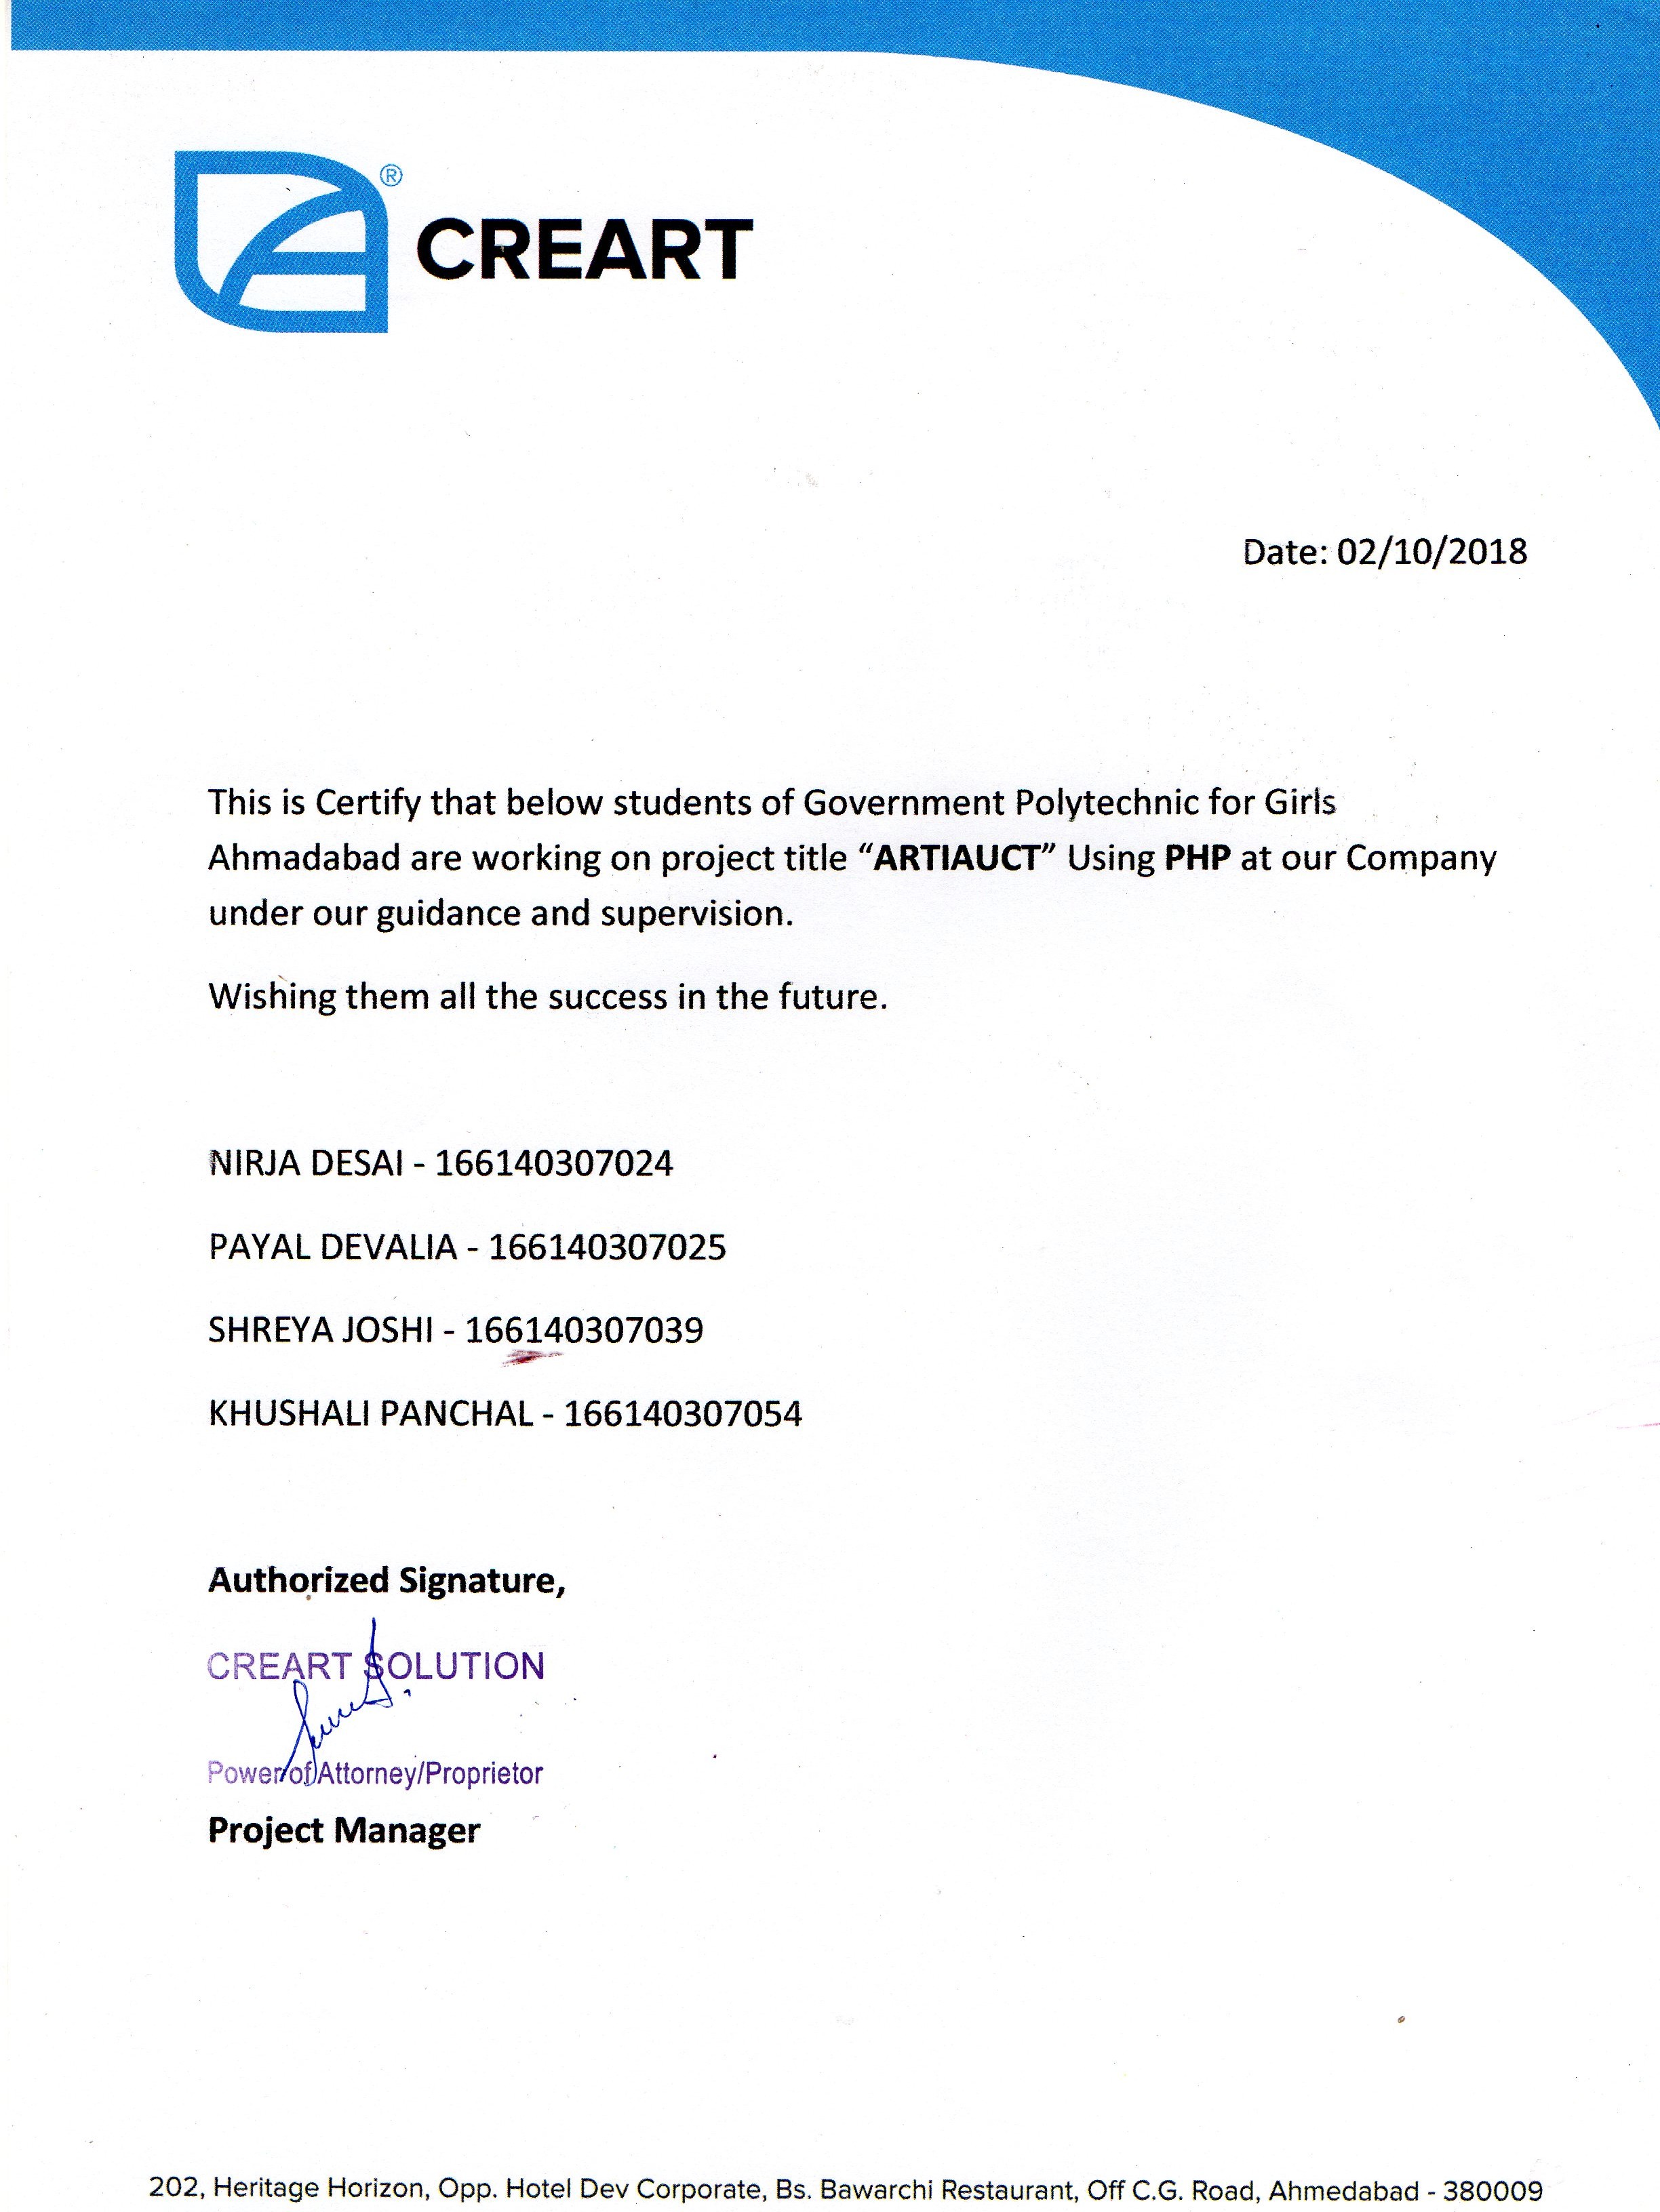 ®
CREART
Date: 02/10/2018
This is Certify that below students of Government Polytechnic for Girls
Ahmadabad are working on project title “ARTIAUCT” Using PHP at our Company
under our guidance and supervision.
Wishing them all the success in the future.
NIRJA DESAI - 166140307024
PAYAL DEVALIA - 166140307025
SHREYA JOSHI - 166140307039
KHUSHALI PANCHAL - 166140307054
Authorized Signature,
CREART SOLUTION
Power of Attorney/Proprietor
Project Manager
202, Heritage Horizon, Opp. Hotel Dev Corporate, Bs. Bawarchi Restaurant, Off C.G. Road, Ahmedabad - 380009